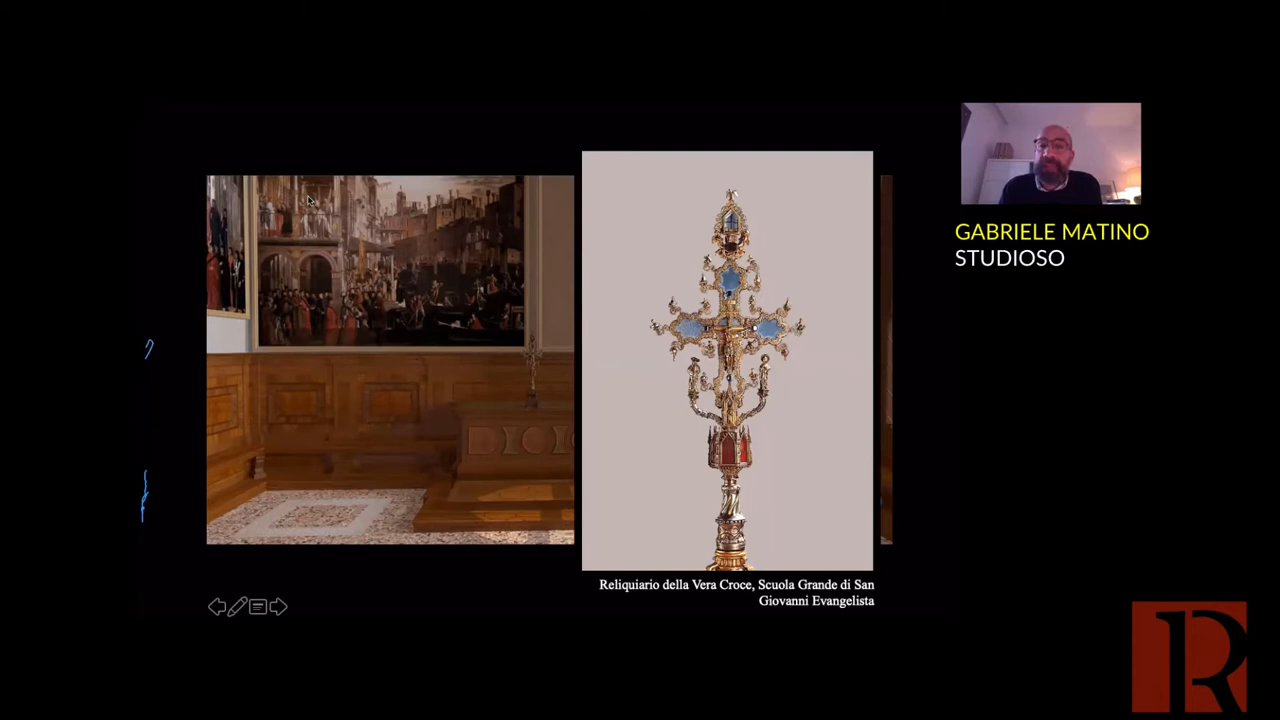 GABRIELE MATINO
STUDIOSO
Reliquiario della Vera Croce, Scuola Grande di San
Giovanni Evangelista
R